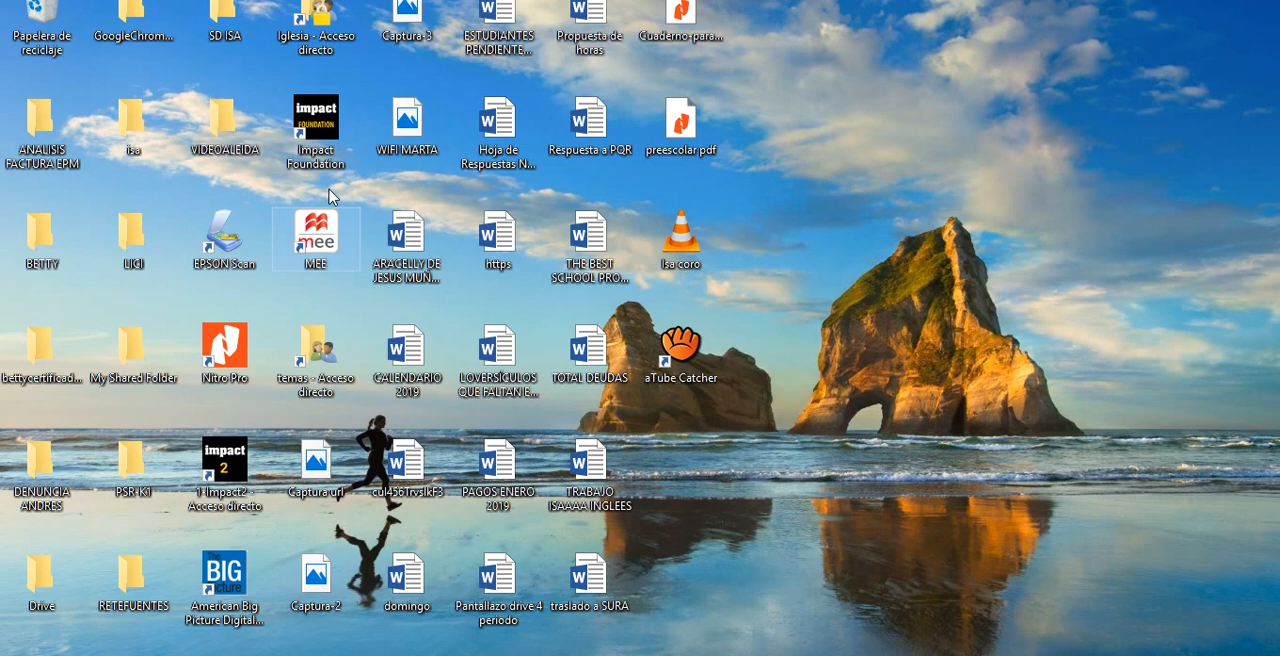 Papelera de
reciclaje
GoogleChrom...
SD ISA
Iglesia - Acceso
directo
Captura-3
ESTUDIANTES
PENDIENTE...
Propuesta de
horas
Cuaderno-para...
ANALISIS
FACTURA EPM
isa
VIDEOALEIDA
impact
FOUNDATION
Impact
Foundation
WIFI MARTA
Hoja de
Respuestas N...
Respuesta a PQR
preescolar pdf
BETTY
LICI
EPSON Scan
mee
MEE
ARACELLY DE
JESUS MUÑ...
https
THE BEST
SCHOOL PRO...
Isa coro
bettycertificad...
My Shared Folder
Nitro Pro
temas - Acceso
directo
CALENDARIO
2019
LOVERSÍCULOS
QUE FALTAN E...
TOTAL DEUDAS
aTube Catcher
DENUNCIA
ANDRES
PSR-K1
impact
2
1-Impact2 -
Acceso directo
Captura url
PAGOS ENERO
2019
TRABAJO
ISAAAA INGLEES
Drive
RETEFUENTES
The
BIG
Picture
American Big
Picture Digital...
Captura-2
domingo
Pantallazo drive 4
periodo
traslado a SURA